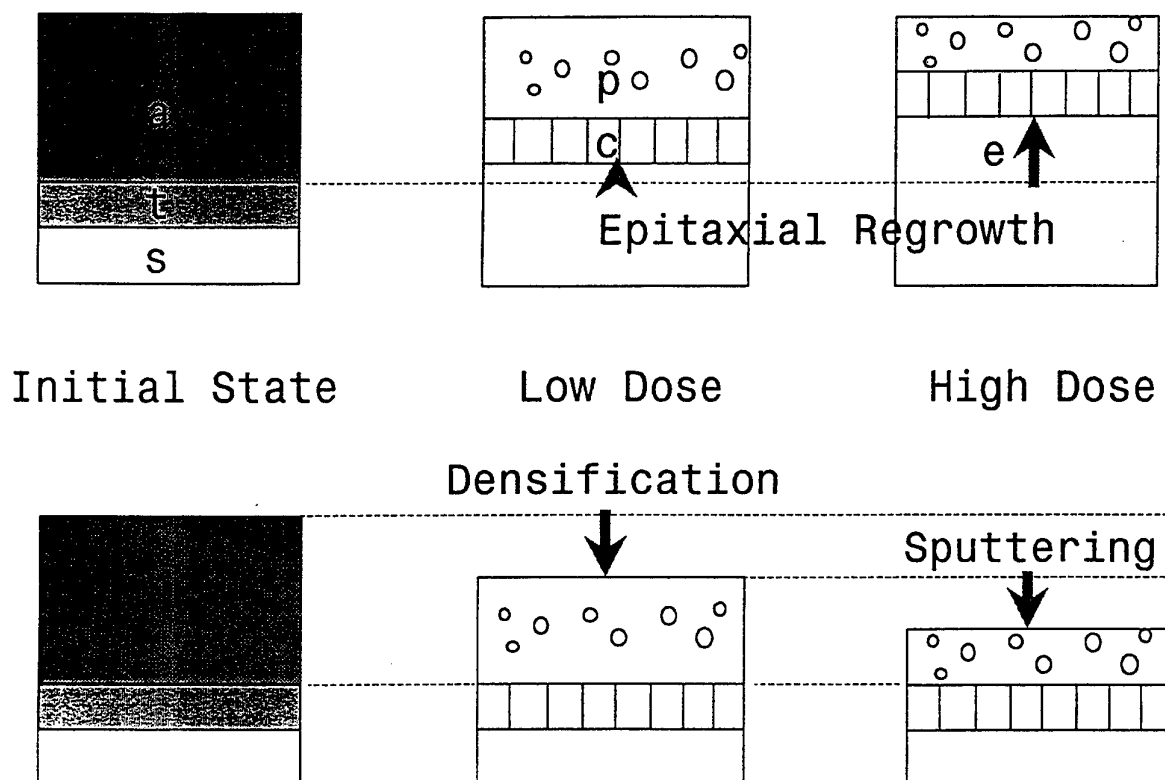 a
t
s
p
c
e
Epitaxial Regrowth
Initial State
Low Dose
High Dose
Densification
Sputtering